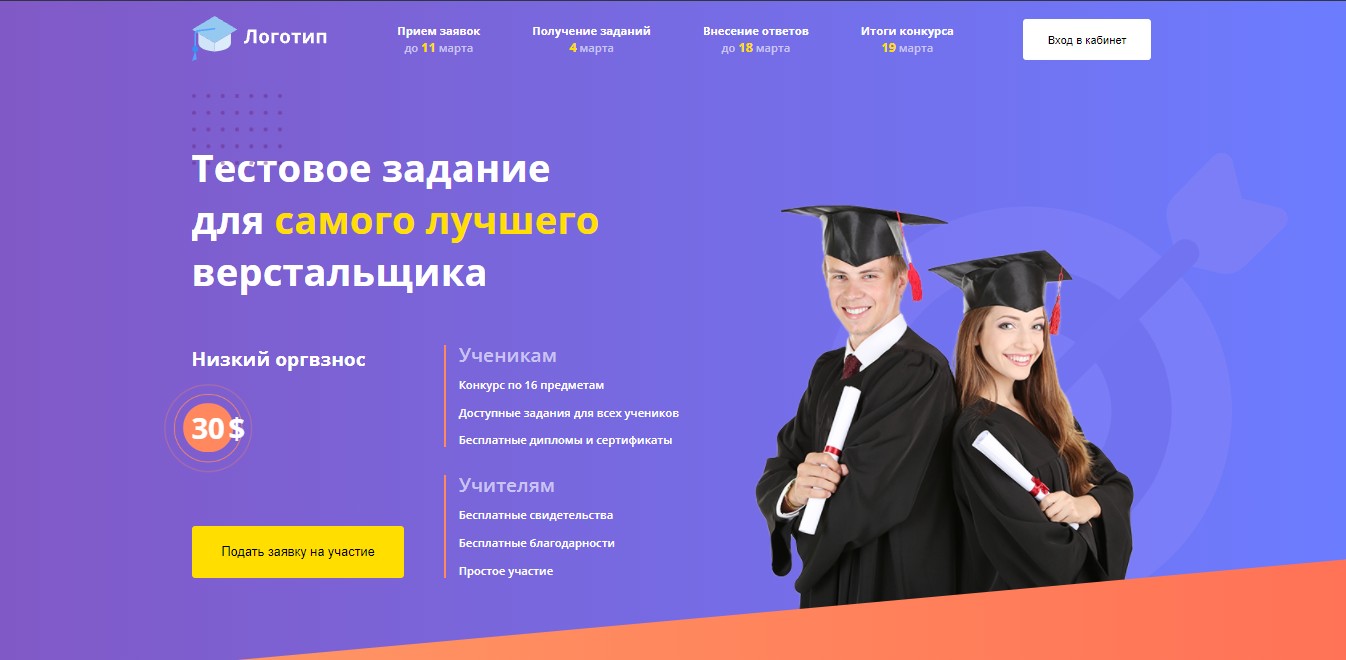 Логотип
Прием заявок
до 11 марта
Получение заданий
4 марта
Внесение ответов
до 18 марта
Итоги конкурса
19 марта
Вход в кабинет
Тестовое задание
для самого лучшего
верстальщика
Низкий оргвзнос
30 $
Подать заявку на участие
Ученикам
Конкурс по 16 предметам
Доступные задания для всех учеников
Бесплатные дипломы и сертификаты
Учителям
Бесплатные свидетельства
Бесплатные благодарности
Простое участие